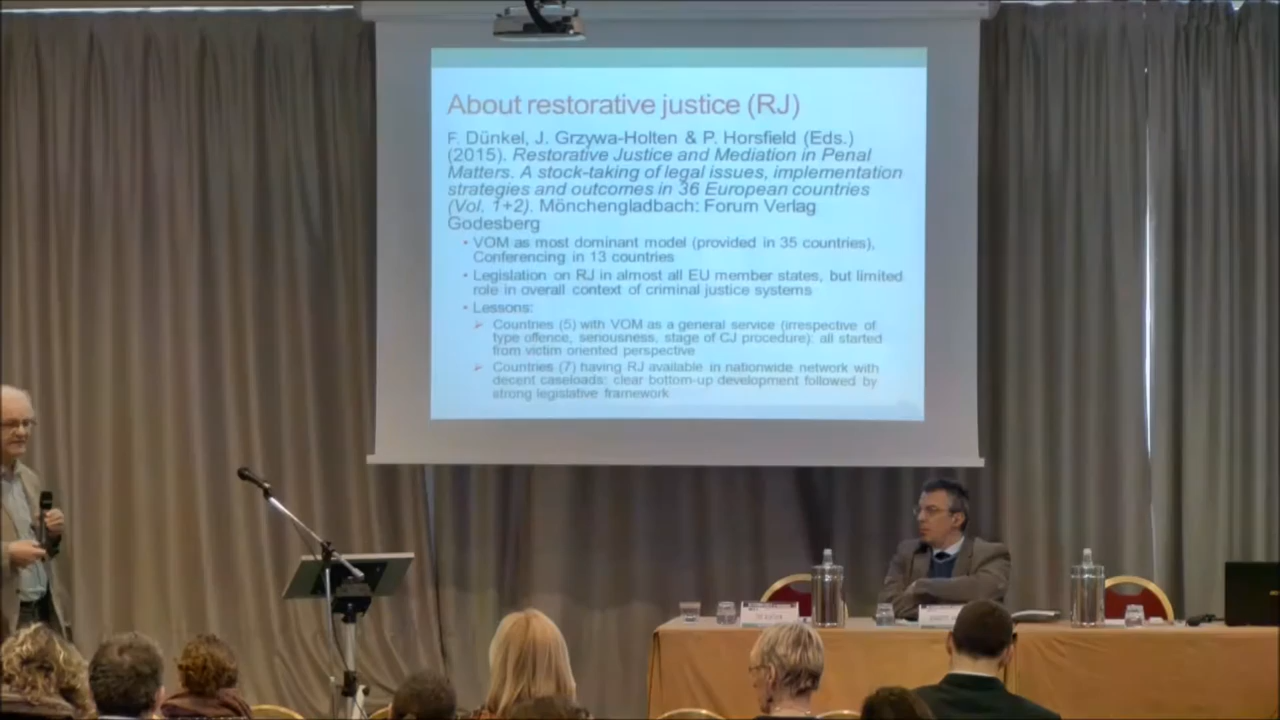 About restorative justice (RJ)
F. Dünkel, J. Grzywa-Holten & P. Horsfield (Eds.)
(2015). Restorative Justice and Mediation in Penal
Matters. A stock-taking of legal issues, implementation
strategies and outcomes in 36 European countries
(Vol. 1+2). Mönchengladbach: Forum Verlag
Godesberg
• VOM as most dominant model (provided in 35 countries),
Conferencing in 13 countries
• Legislation on RJ in almost all EU member states, but limited
role in overall context of criminal justice systems
• Lessons:
➢ Countries (5) with VOM as a general service (irrespective of
type offence, seriousness, stage of CJ procedure): all started
from victim oriented perspective
➢ Countries (7) having RJ available in nationwide network with
decent caseloads: clear bottom-up development followed by
strong legislative framework